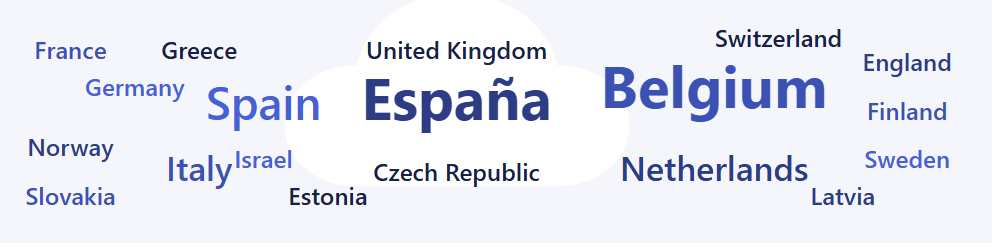 Switzerland
France
Greece
United Kingdom
England
Germany
Spain
España
Belgium
Finland
Norway
Italy
Israel
Czech Republic
Netherlands
Sweden
Slovakia
Estonia
Latvia